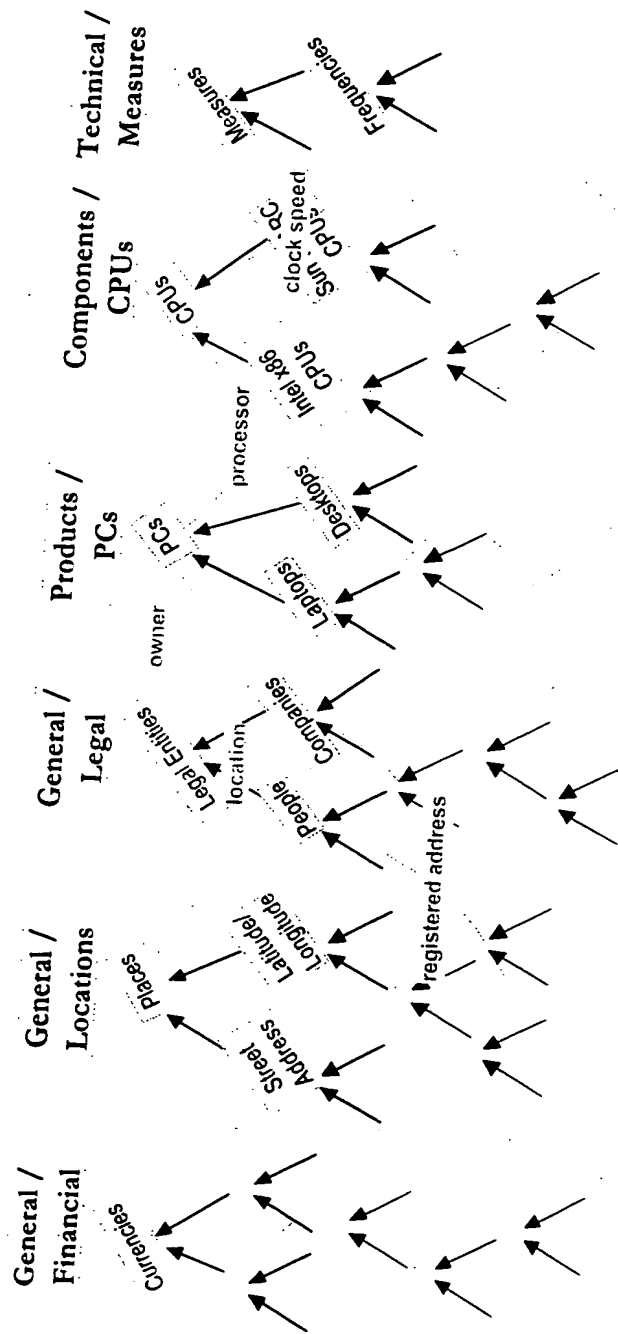 General /
Financial
General /
Locations
General /
Legal
Products /
PCs
Components /
CPUs
Technical /
Measures
Currencies
Places
Street
Address
Latitude/
Longitude
Legal Entities
location
People
Companies
registered address
owner
PCs
Laptops
Desktops
processor
CPUs
Intel x86
CPUs
RC
clock speed
Sun
CPUs
Measures
Frequencies